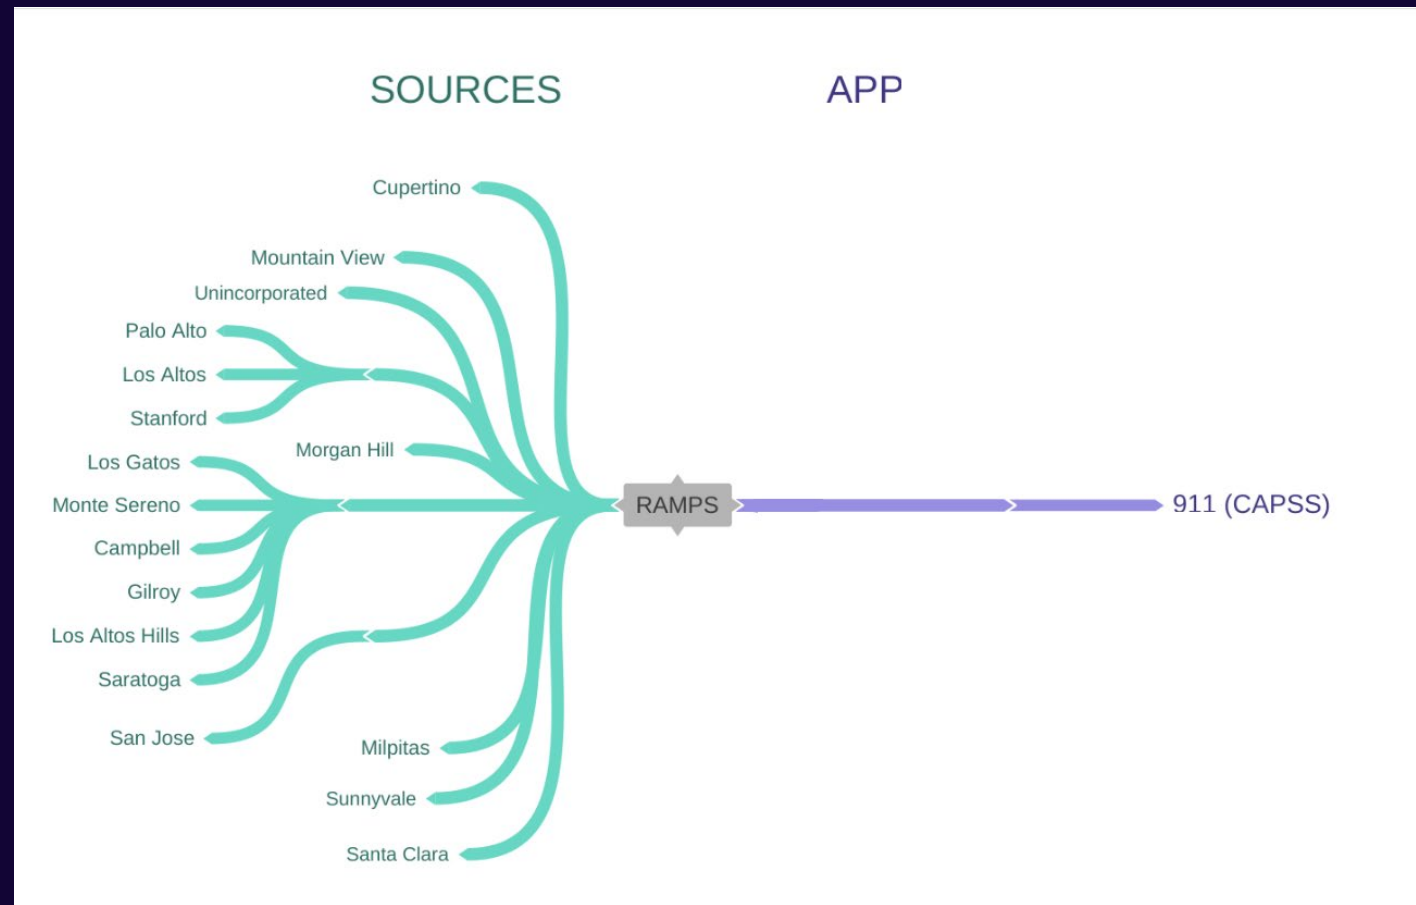 SOURCES
APP
Cupertino
Mountain View
Unincorporated
Palo Alto
Los Altos
Stanford
Morgan Hill
Los Gatos
Monte Sereno
Campbell
Gilroy
Los Altos Hills
Saratoga
San Jose
Milpitas
Sunnyvale
Santa Clara
RAMPS
911 (CAPSS)